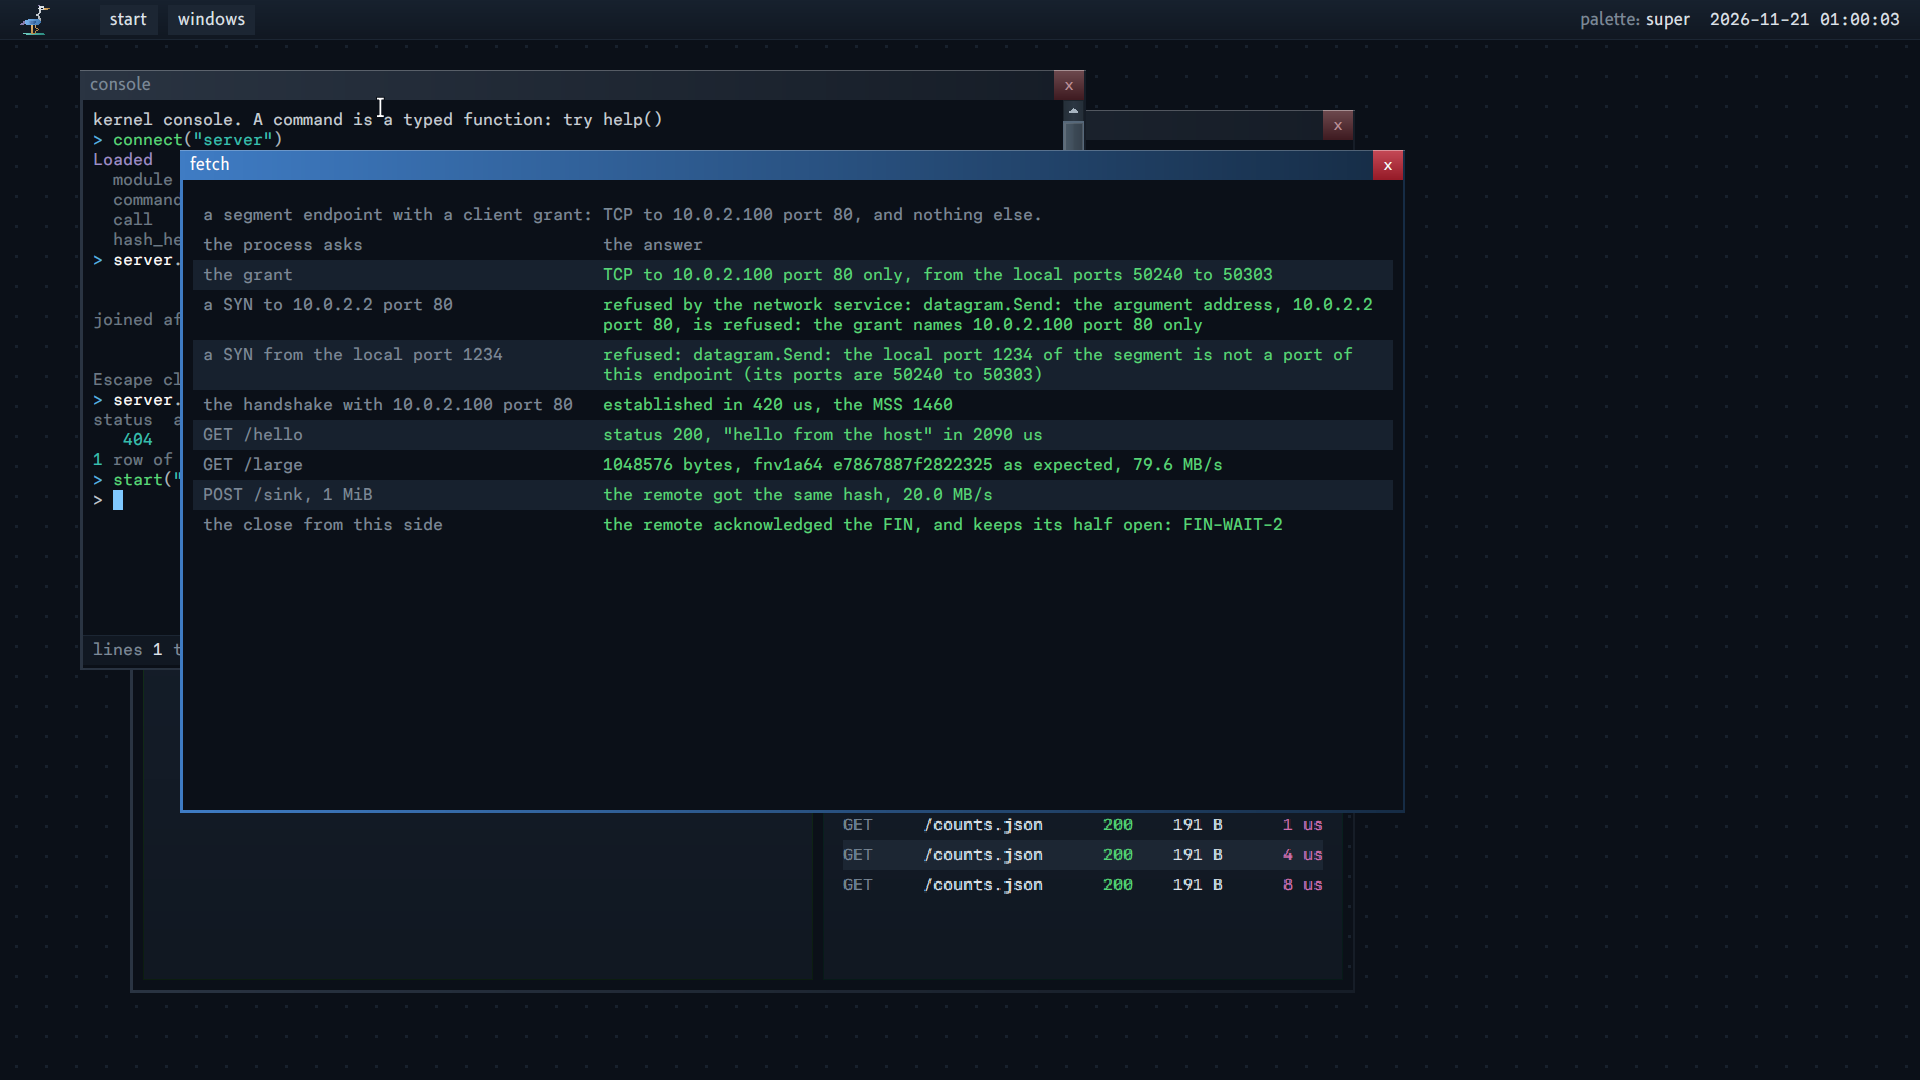 start windows palette: super 2026-11-21 01:00:03
console x
kernel console. A command is a typed function: try help()
x
> connect("server")
Loaded
module
command
call
hash_he
> server.
joined af
Escape cl
> server.
status a
404
1 row of
> start("
>
lines 1 t
fetch x
a segment endpoint with a client grant: TCP to 10.0.2.100 port 80, and nothing else.
the process asks the answer
the grant TCP to 10.0.2.100 port 80 only, from the local ports 50240 to 50303
a SYN to 10.0.2.2 port 80 refused by the network service: datagram.Send: the argument address, 10.0.2.2
port 80, is refused: the grant names 10.0.2.100 port 80 only
a SYN from the local port 1234 refused: datagram.Send: the local port 1234 of the segment is not a port of
this endpoint (its ports are 50240 to 50303)
the handshake with 10.0.2.100 port 80 established in 420 us, the MSS 1460
GET /hello status 200, "hello from the host" in 2090 us
GET /large 1048576 bytes, fnv1a64 e7867887f2822325 as expected, 79.6 MB/s
POST /sink, 1 MiB the remote got the same hash, 20.0 MB/s
the close from this side the remote acknowledged the FIN, and keeps its half open: FIN-WAIT-2
GET /counts.json 200 191 B 1 us
GET /counts.json 200 191 B 4 us
GET /counts.json 200 191 B 8 us